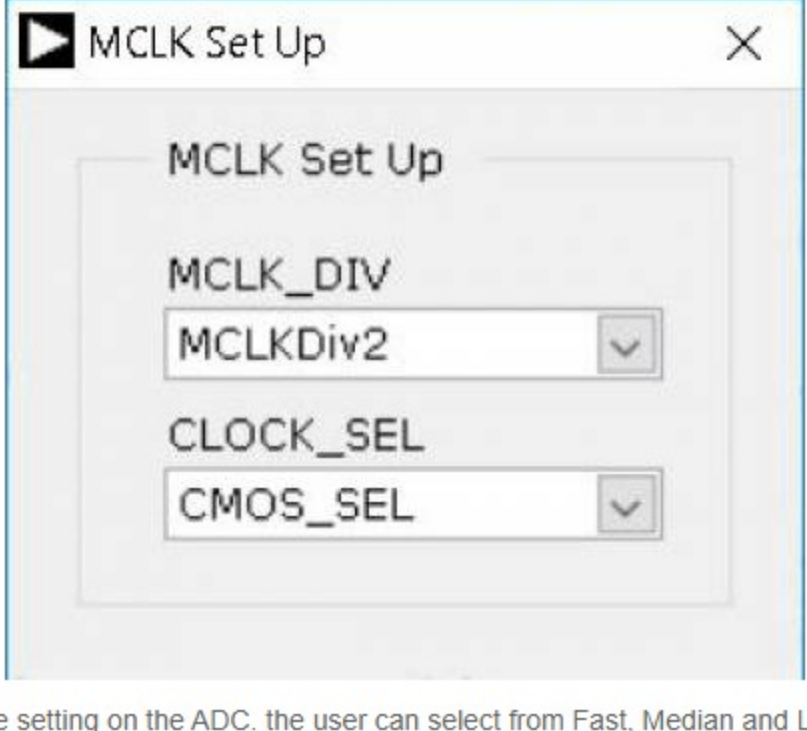 MCLK Set Up
MCLK Set Up
MCLK_DIV
MCLKDiv2
CLOCK_SEL
CMOS_SEL
setting on the ADC. the user can select from Fast, Median and